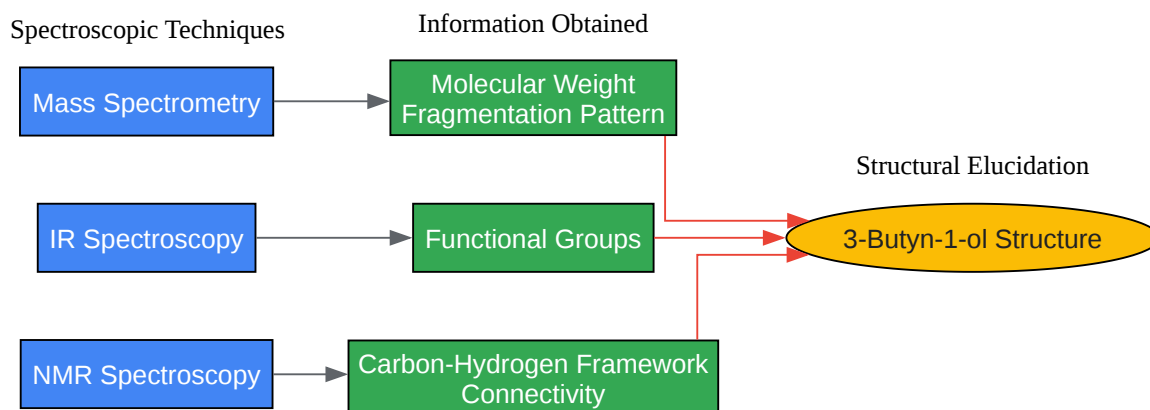 Spectroscopic Techniques
Information Obtained
Mass Spectrometry
Molecular Weight
Fragmentation Pattern
Structural Elucidation
IR Spectroscopy
Functional Groups
3-Butyn-1-ol Structure
NMR Spectroscopy
Carbon-Hydrogen Framework
Connectivity